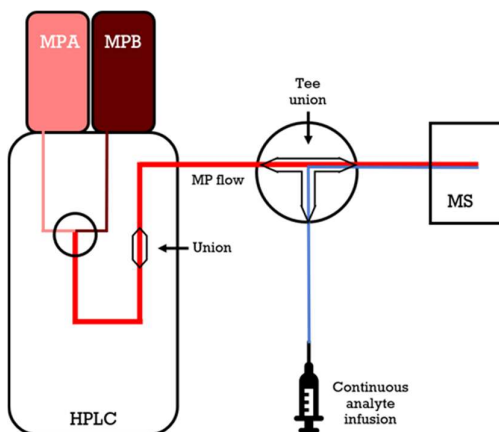 MPA
MPB
Tee
union
MP flow
MS
Union
Continuous
analyte
infusion
HPLC